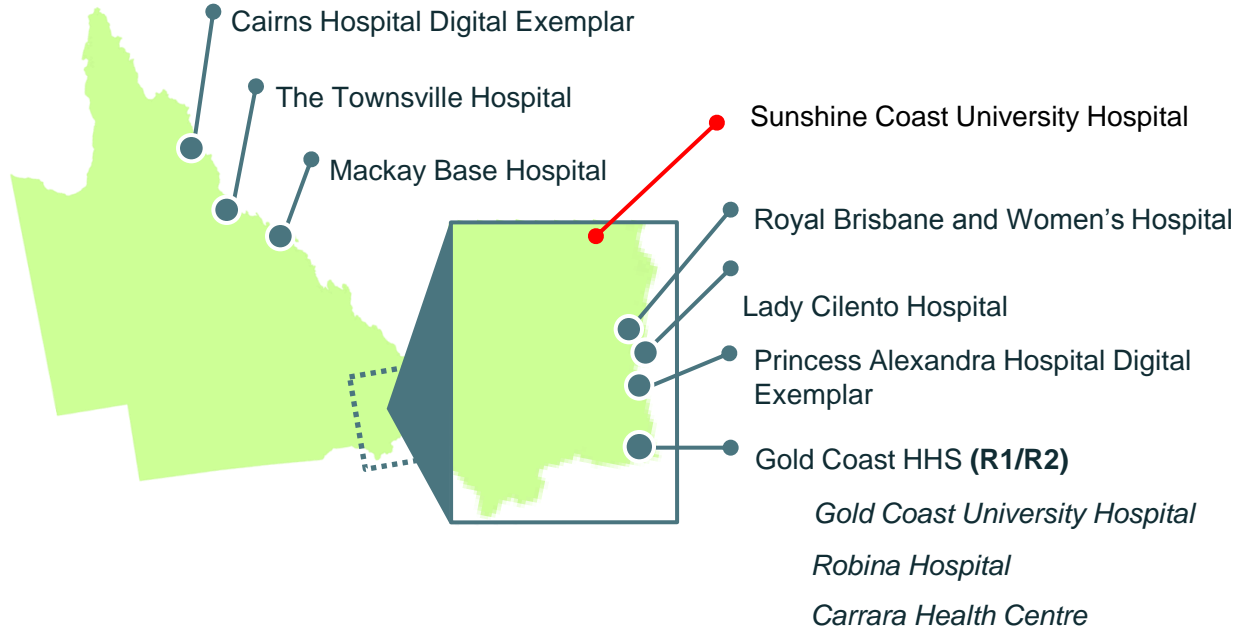 Cairns Hospital Digital Exemplar
The Townsville Hospital
Mackay Base Hospital
Sunshine Coast University Hospital
Royal Brisbane and Women’s Hospital
Lady Cilento Hospital
Princess Alexandra Hospital Digital
Exemplar
Gold Coast HHS (R1/R2)
Gold Coast University Hospital
Robina Hospital
Carrara Health Centre